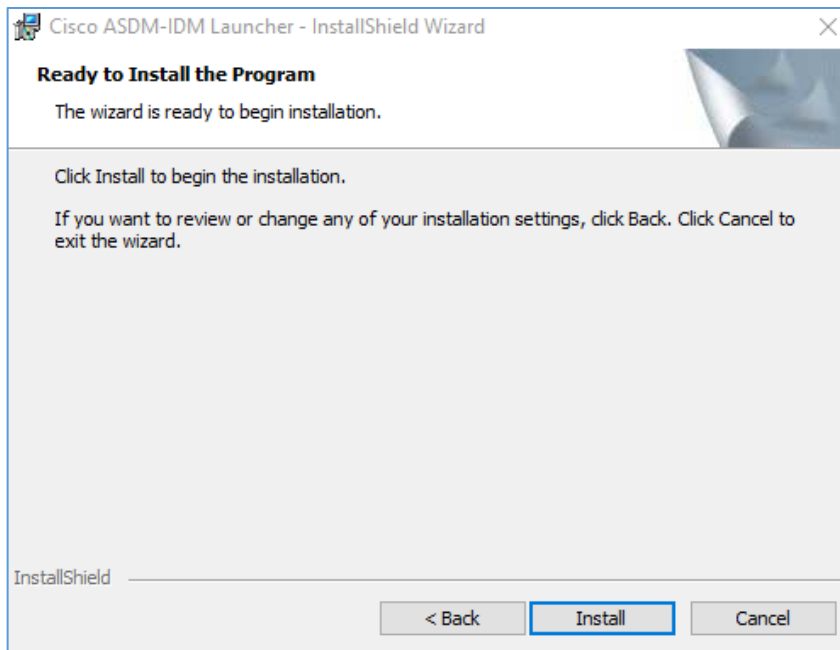 Cisco ASDM-IDM Launcher - InstallShield Wizard
Ready to Install the Program
The wizard is ready to begin installation.
Click Install to begin the installation.
If you want to review or change any of your installation settings, click Back. Click Cancel to
exit the wizard.
InstallShield
< Back
Install
Cancel